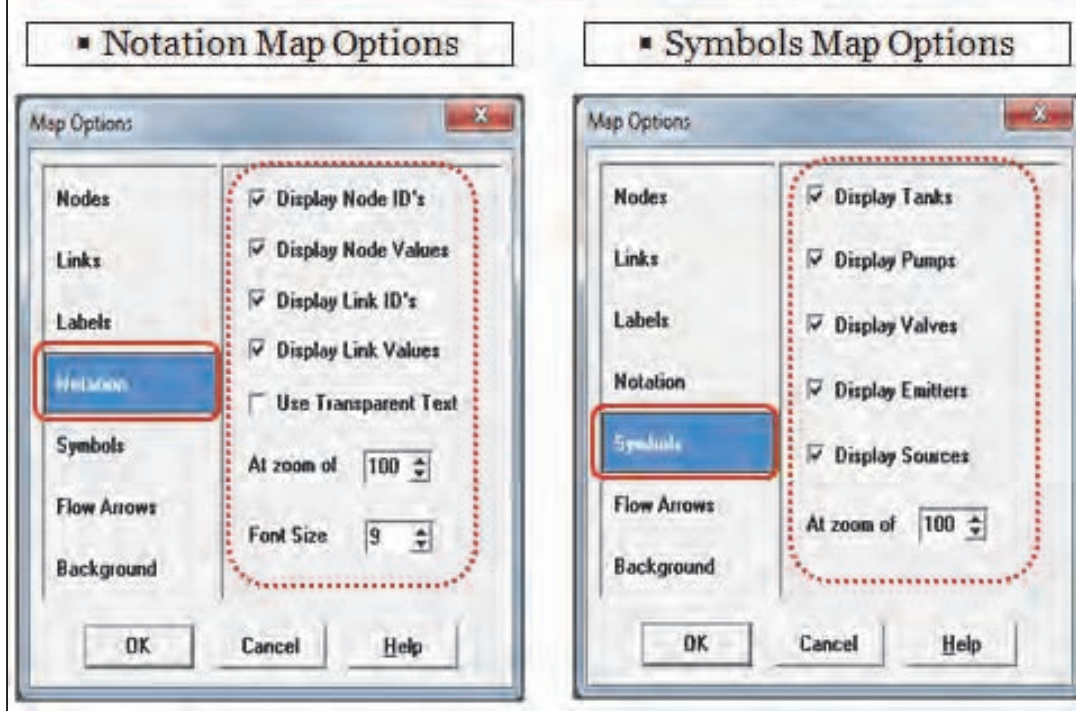 ▪ Notation Map Options
Map Options
Nodes
Links
Labels
Notation
Symbols
Flow Arrows
Background
Display Node ID's
Display Node Values
Display Link ID's
Display Link Values
Use Transparent Text
At zoom of 100
Font Size 9
OK Cancel Help
▪ Symbols Map Options
Map Options
Nodes
Links
Labels
Notation
Symbols
Flow Arrows
Background
Display Tanks
Display Pumps
Display Valves
Display Emitters
Display Sources
At zoom of 100
OK Cancel Help